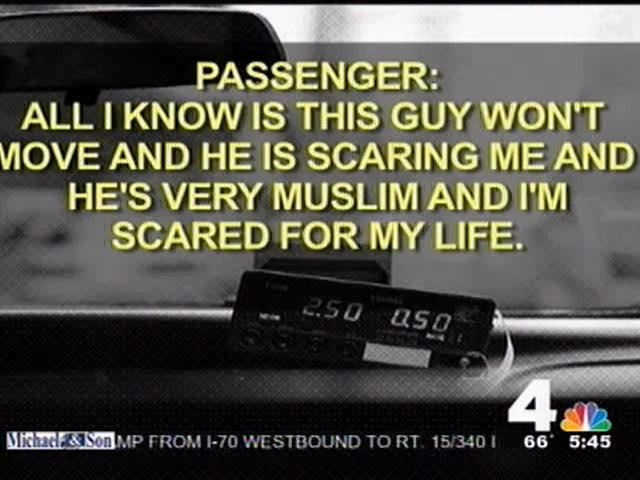 PASSENGER:
ALL I KNOW IS THIS GUY WON'T
MOVE AND HE IS SCARING ME AND
HE'S VERY MUSLIM AND I'M
SCARED FOR MY LIFE.
2.50 0.50
4
Michael & Son MP FROM I-70 WESTBOUND TO RT. 15/340 I 66° 5:45